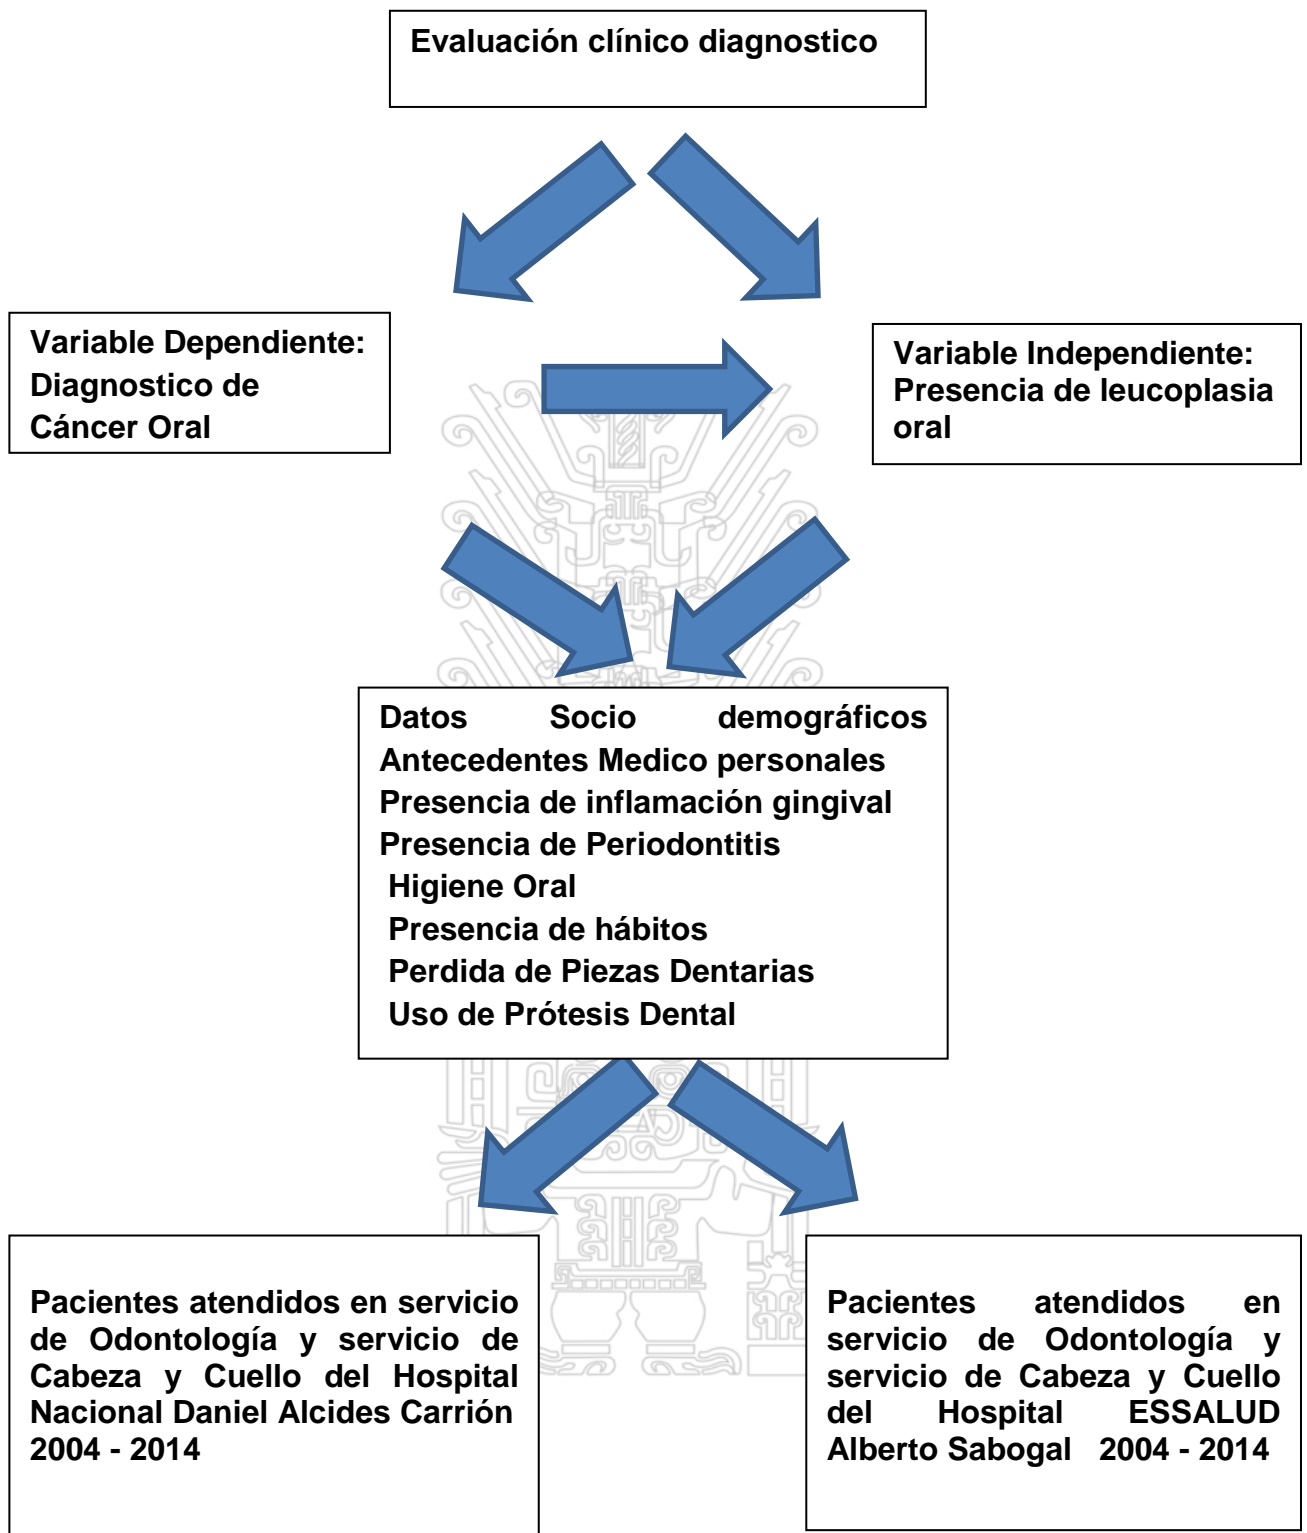 Evaluación clínico diagnostico
Variable Dependiente:
Diagnostico de
Cáncer Oral
Variable Independiente:
Presencia de leucoplasia
oral
Datos Socio demográficos
Antecedentes Medico personales
Presencia de inflamación gingival
Presencia de Periodontitis
Higiene Oral
Presencia de hábitos
Perdida de Piezas Dentarias
Uso de Prótesis Dental
Pacientes atendidos en servicio
de Odontología y servicio de
Cabeza y Cuello del Hospital
Nacional Daniel Alcides Carrión
2004 - 2014
Pacientes atendidos en
servicio de Odontología y
servicio de Cabeza y Cuello
del Hospital ESSALUD
Alberto Sabogal 2004 - 2014